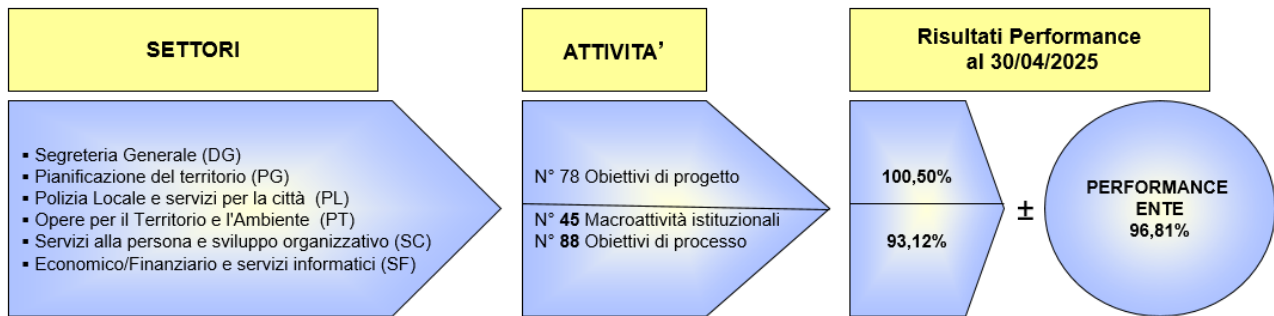 SETTORI
▪ Segreteria Generale (DG)
▪ Pianificazione del territorio (PG)
▪ Polizia Locale e servizi per la città  (PL)
▪ Opere per il Territorio e l'Ambiente  (PT)
▪ Servizi alla persona e sviluppo organizzativo (SC)
▪ Economico/Finanziario e servizi informatici (SF)
ATTIVITA’
N° 78 Obiettivi di progetto
N° 45 Macroattività istituzionali
N° 88 Obiettivi di processo
Risultati Performance
al 30/04/2025
100,50%
93,12%
±
PERFORMANCE
ENTE
96,81%